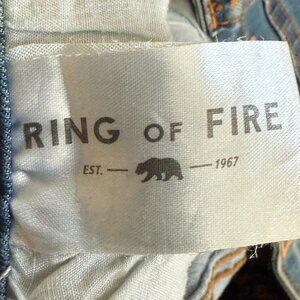 RING OF FIRE
EST. — — 1967